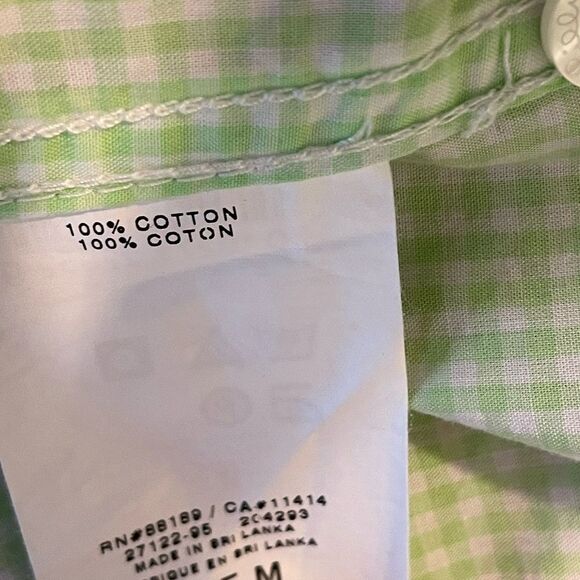 100% COTTON
100% COTON
RN#88189 / CA#11414
27122-95 204293
MADE IN SRI LANKA
FABRIQUE EN SRI LANKA
M